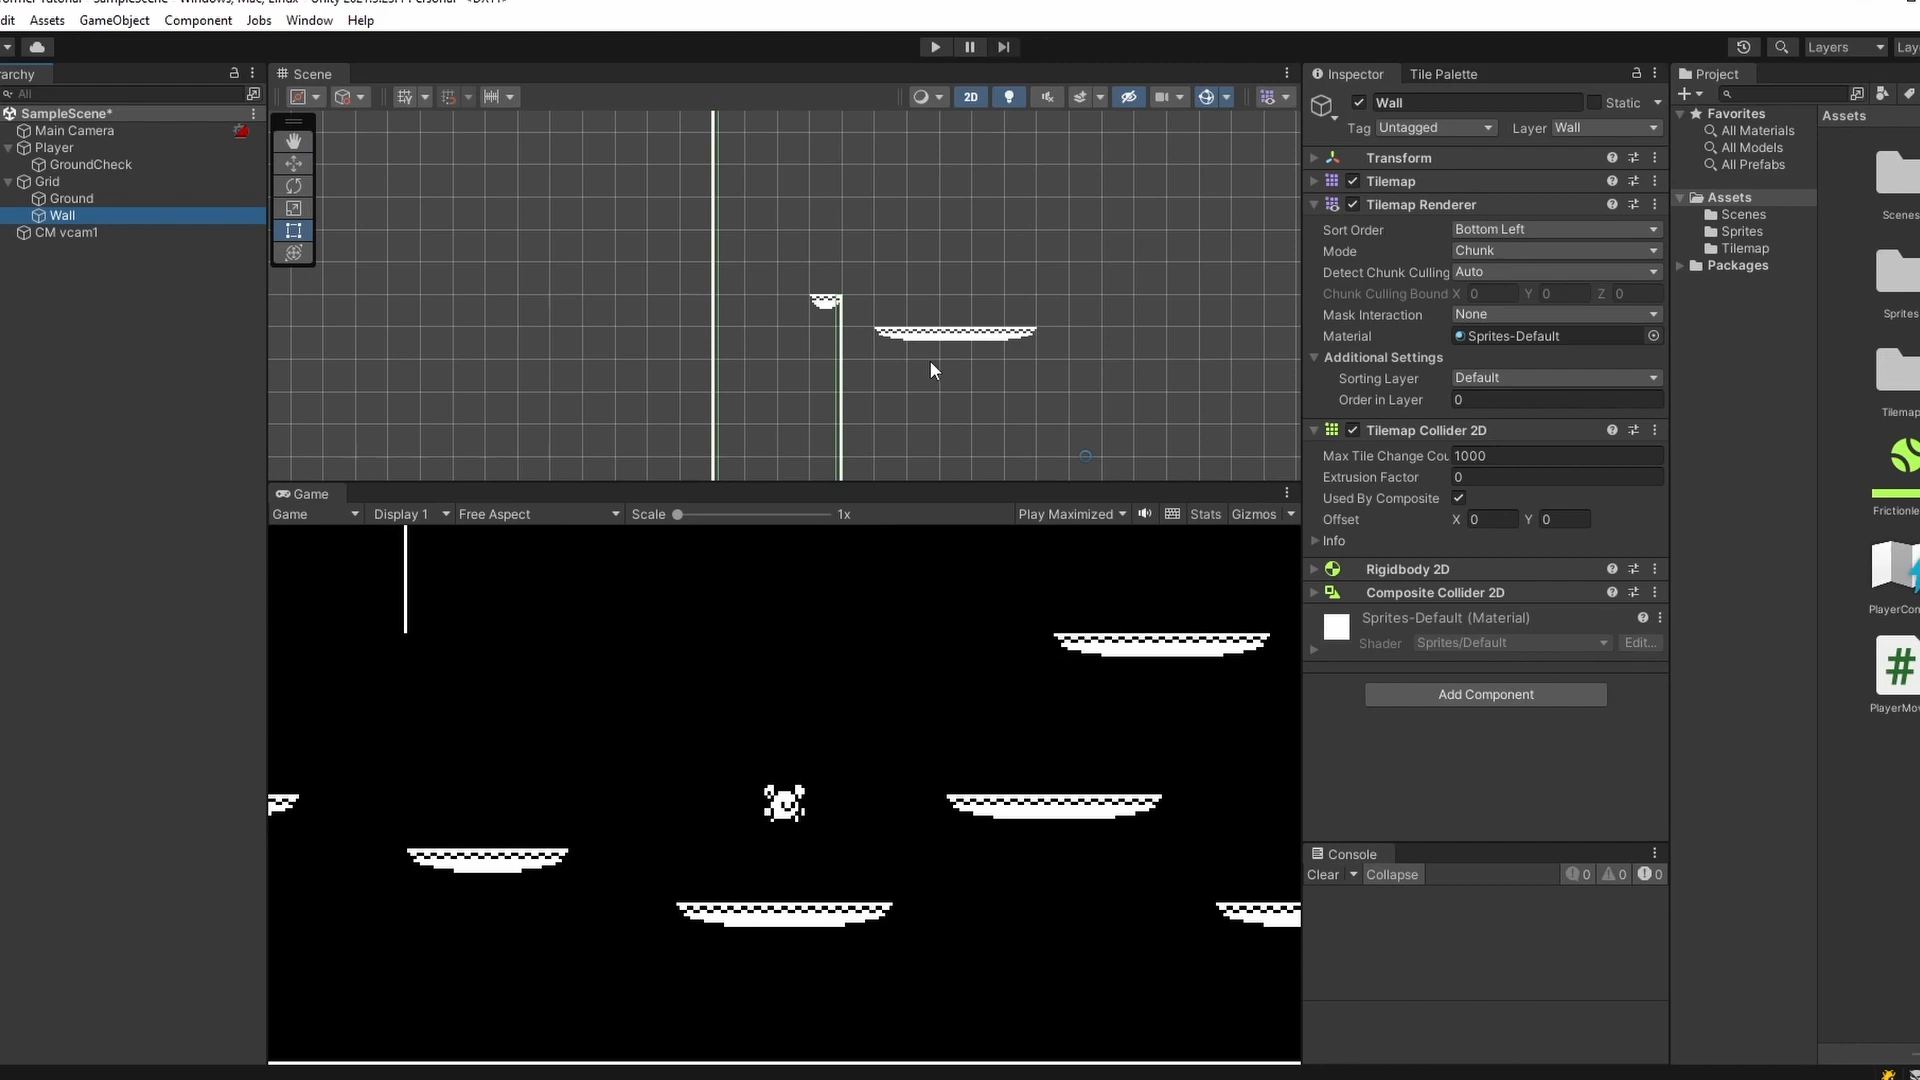 dit Assets GameObject Component Jobs Window Help
Layers
Lay
rarchy
Scene
Inspector Tile Palette
Project
All
2D
SampleScene*
Main Camera
Player
GroundCheck
Grid
Ground
Wall
CM vcam1
Wall
Static
Tag Untagged Layer Wall
Transform
Tilemap
Tilemap Renderer
Sort Order Bottom Left
Mode Chunk
Detect Chunk Culling Auto
Chunk Culling Bound X 0 Y 0 Z 0
Mask Interaction None
Material Sprites-Default
Additional Settings
Sorting Layer Default
Order in Layer 0
Tilemap Collider 2D
Max Tile Change Cou 1000
Extrusion Factor 0
Used By Composite
Offset X 0 Y 0
Info
Rigidbody 2D
Composite Collider 2D
Sprites-Default (Material)
Shader Sprites/Default Edit...
Add Component
Console
Clear Collapse 0 0 0
Game
Game Display 1 Free Aspect Scale 1x Play Maximized Stats Gizmos
Favorites
All Materials
All Models
All Prefabs
Assets
Scenes
Sprites
Tilemap
Packages
Assets
Scenes
Sprites
Tilemap
Frictionle
PlayerCon
#
PlayerMov